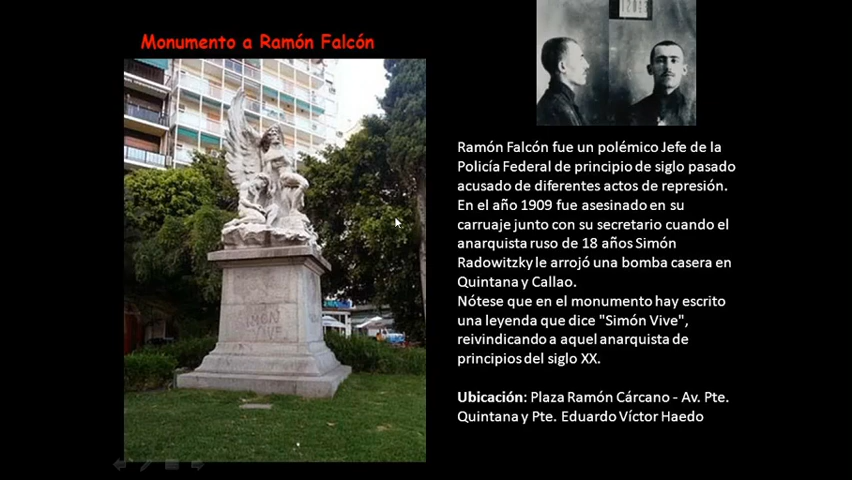 Monumento a Ramón Falcón
Ramón Falcón fue un polémico Jefe de la
Policía Federal de principio de siglo pasado
acusado de diferentes actos de represión.
En el año 1909 fue asesinado en su
carruaje junto con su secretario cuando el
anarquista ruso de 18 años Simón
Radowitzky le arrojó una bomba casera en
Quintana y Callao.
Nótese que en el monumento hay escrito
una leyenda que dice "Simón Vive",
reivindicando a aquel anarquista de
principios del siglo XX.
Ubicación: Plaza Ramón Cárcano - Av. Pte.
Quintana y Pte. Eduardo Víctor Haedo
SIMON
VIVE